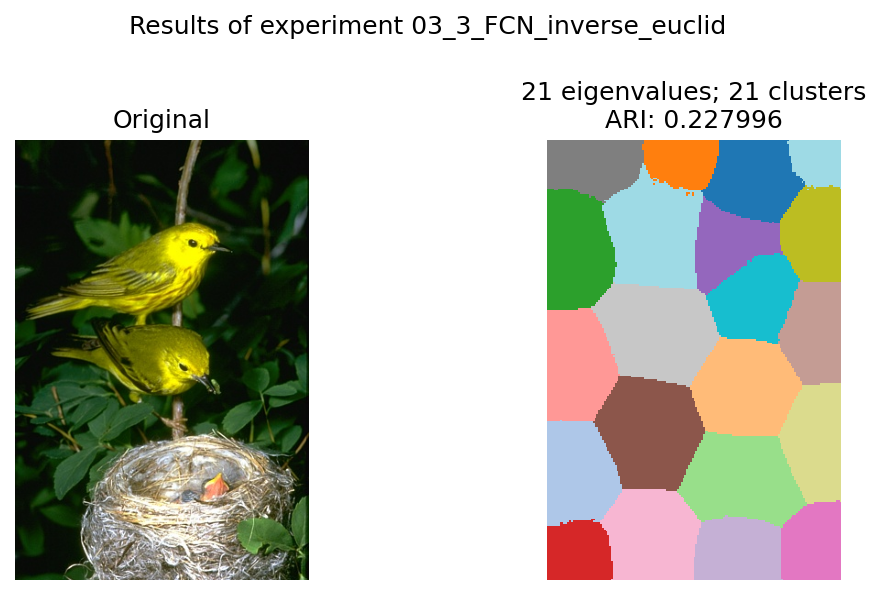 Results of experiment 03_3_FCN_inverse_euclid
Original
21 eigenvalues; 21 clusters
ARI: 0.227996